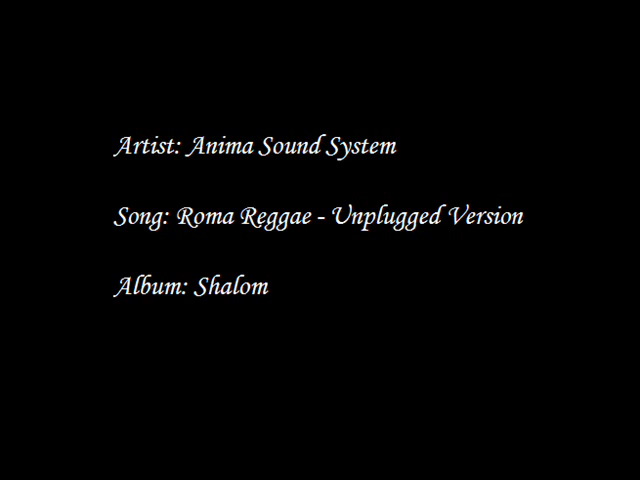 Artist: Anima Sound System
Song: Roma Reggae - Unplugged Version
Album: Shalom